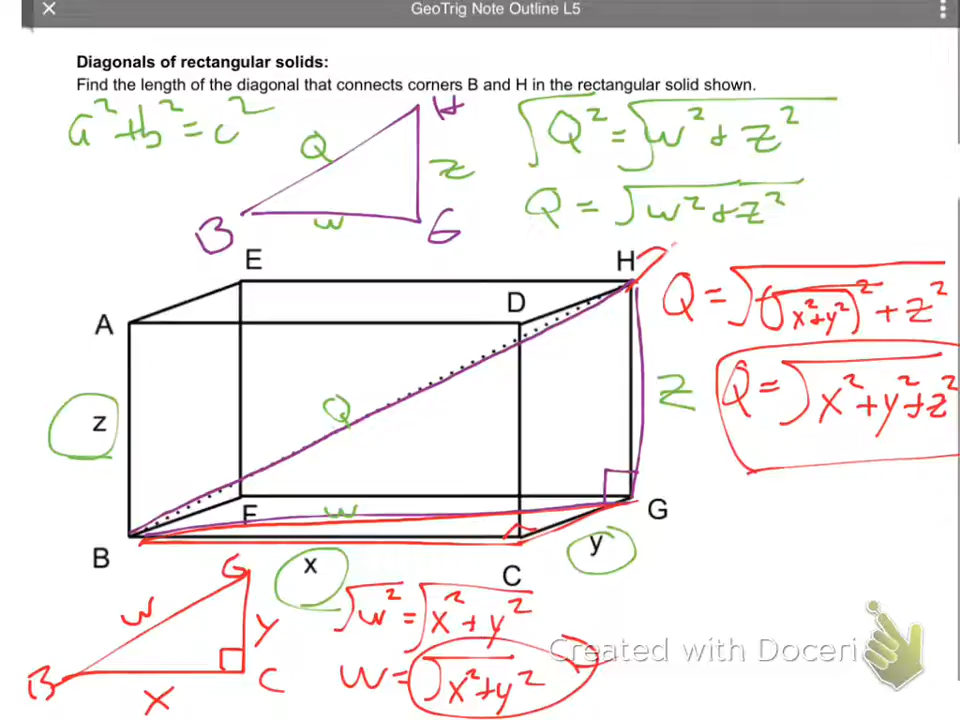 GeoTrig Note Outline L5
Diagonals of rectangular solids:
Find the length of the diagonal that connects corners B and H in the rectangular solid shown.
a²+b²=c²
H
Q
z
B
w
G
√Q² = √w²+z²
Q = √w²+z²
E
H
D
A
Q = √(√x²+y²)²+z²
Q = √x²+y²+z²
z
Q
z
F
w
G
B
x
C
y
G
w
y
B
x
C
√w² = √x²+y²
w = √x²+y²
Created with Doceri